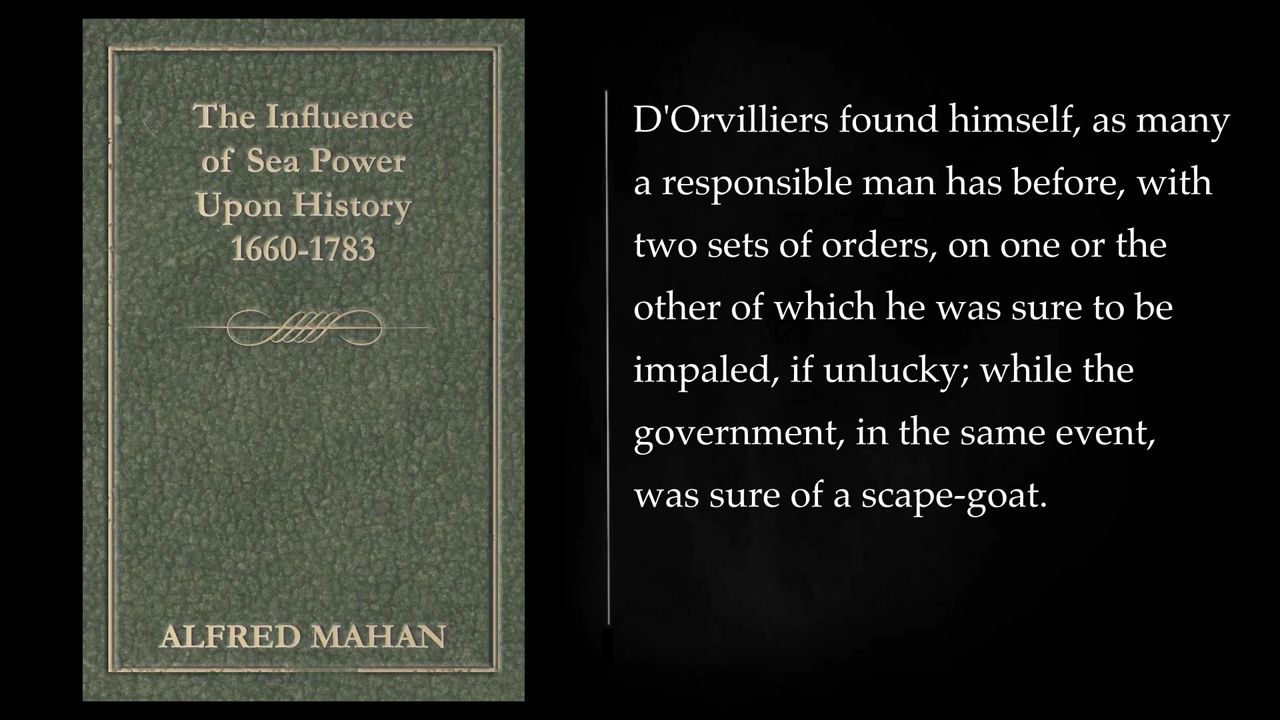 The Influence
of Sea Power
Upon History
1660-1783
ALFRED MAHAN
D'Orvilliers found himself, as many
a responsible man has before, with
two sets of orders, on one or the
other of which he was sure to be
impaled, if unlucky; while the
government, in the same event,
was sure of a scape-goat.